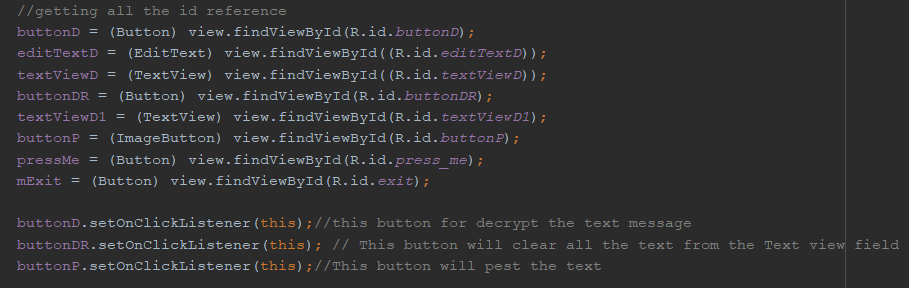 //getting all the id reference
buttonD = (Button) view.findViewById(R.id.buttonD);
editTextD = (EditText) view.findViewById((R.id.editTextD));
textViewD = (TextView) view.findViewById((R.id.textViewD));
buttonDR = (Button) view.findViewById(R.id.buttonDR);
textViewD1 = (TextView) view.findViewById(R.id.textViewD1);
buttonP = (ImageButton) view.findViewById(R.id.buttonP);
pressMe = (Button) view.findViewById(R.id.press_me);
mExit = (Button) view.findViewById(R.id.exit);
buttonD.setOnClickListener(this);//this button for decrypt the text message
buttonDR.setOnClickListener(this); // This button will clear all the text from the Text view field
buttonP.setOnClickListener(this);//This button will pest the text